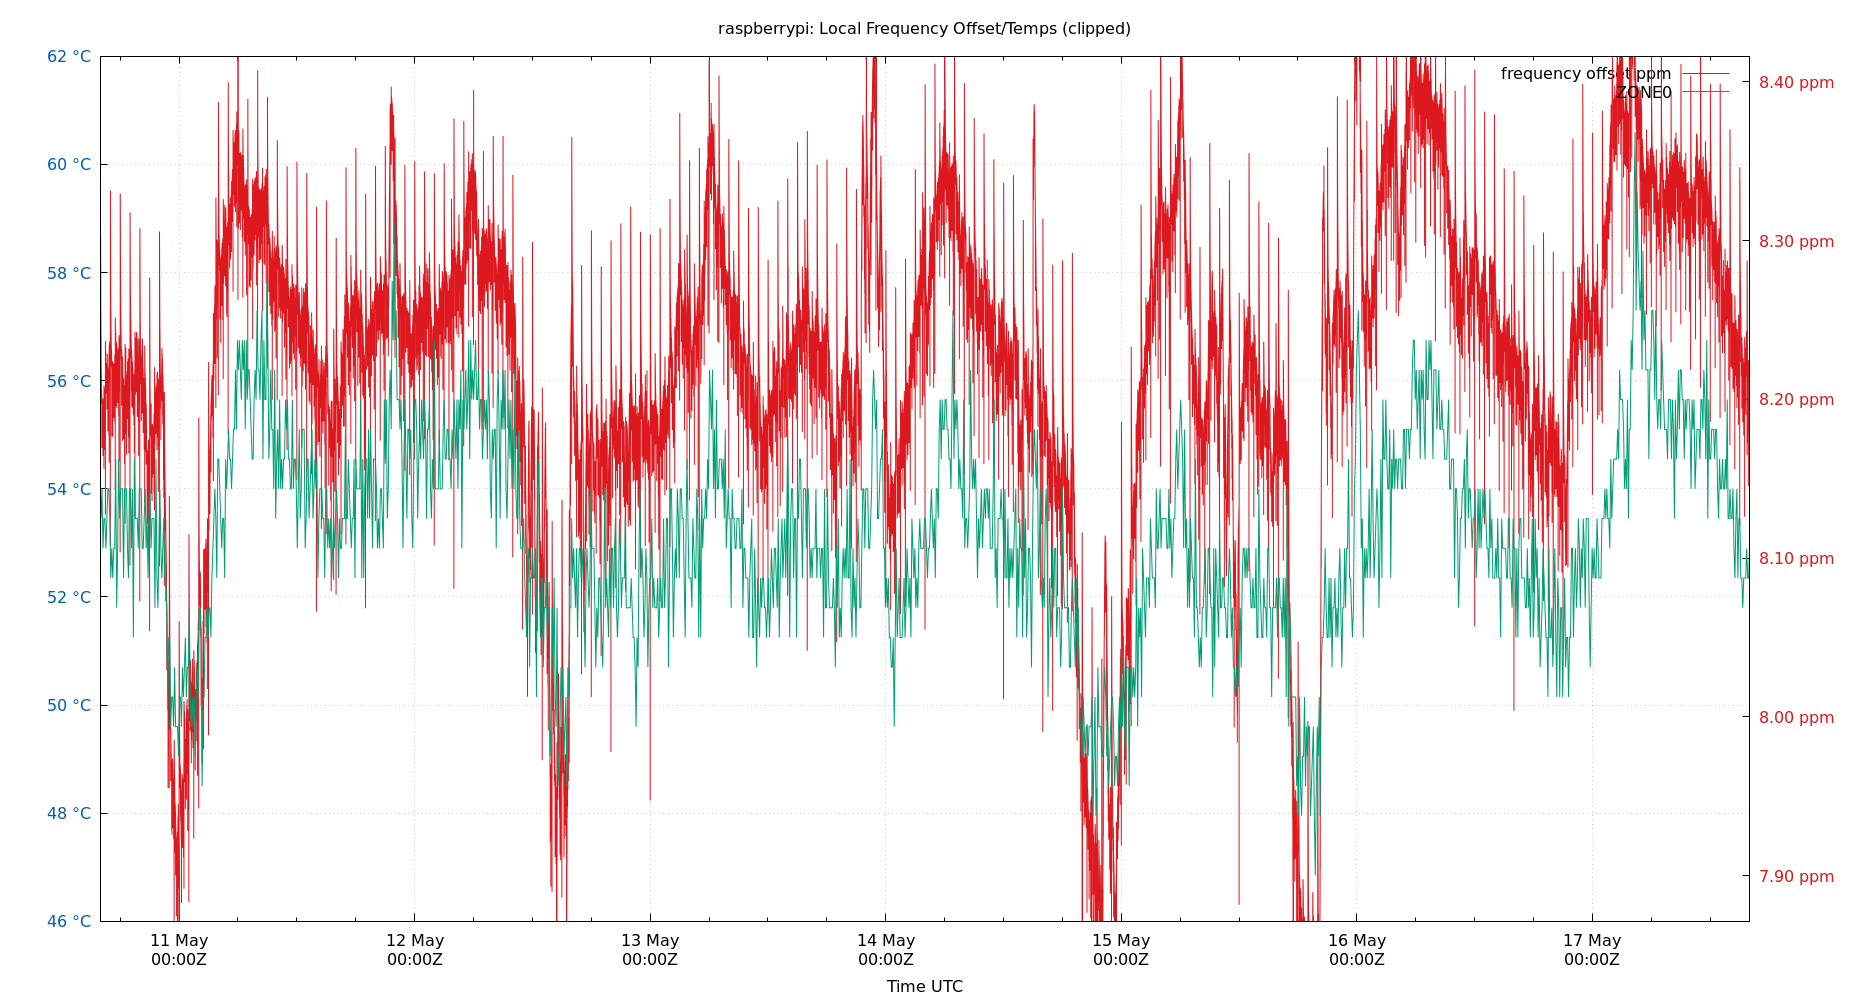 raspberrypi: Local Frequency Offset/Temps (clipped)
62 °C
60 °C
58 °C
56 °C
54 °C
52 °C
50 °C
48 °C
46 °C
frequency offset ppm
ZONE0
8.40 ppm
8.30 ppm
8.20 ppm
8.10 ppm
8.00 ppm
7.90 ppm
11 May
00:00Z
12 May
00:00Z
13 May
00:00Z
14 May
00:00Z
15 May
00:00Z
16 May
00:00Z
17 May
00:00Z
Time UTC